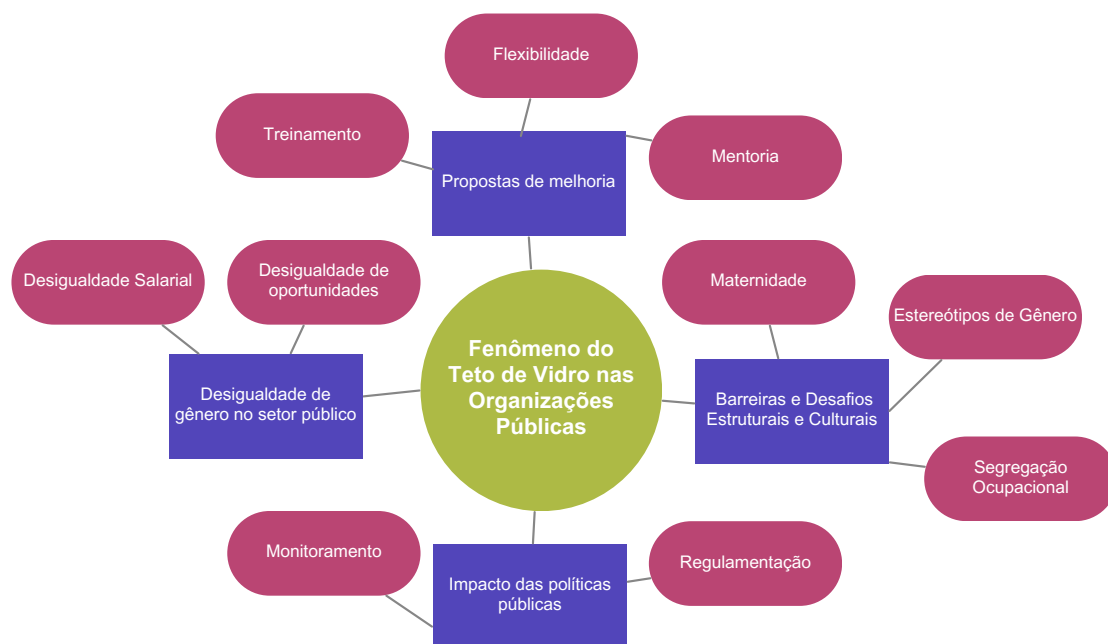 Flexibilidade
Treinamento
Mentoria
Propostas de melhoria
Desigualdade Salarial
Desigualdade de
oportunidades
Maternidade
Estereótipos de Gênero
Fenômeno do
Teto de Vidro nas
Organizações
Públicas
Desigualdade de
gênero no setor público
Barreiras e Desafios
Estruturais e Culturais
Segregação
Ocupacional
Monitoramento
Impacto das políticas
públicas
Regulamentação